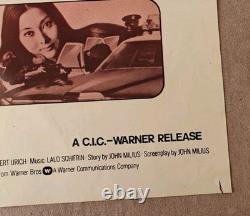 A C.I.C.–WARNER RELEASE
ERT URICH · Music: LALO SCHIFRIN · Story by JOHN MILIUS · Screenplay by JOHN MILIUS
rom Warner Bros. A Warner Communications Company